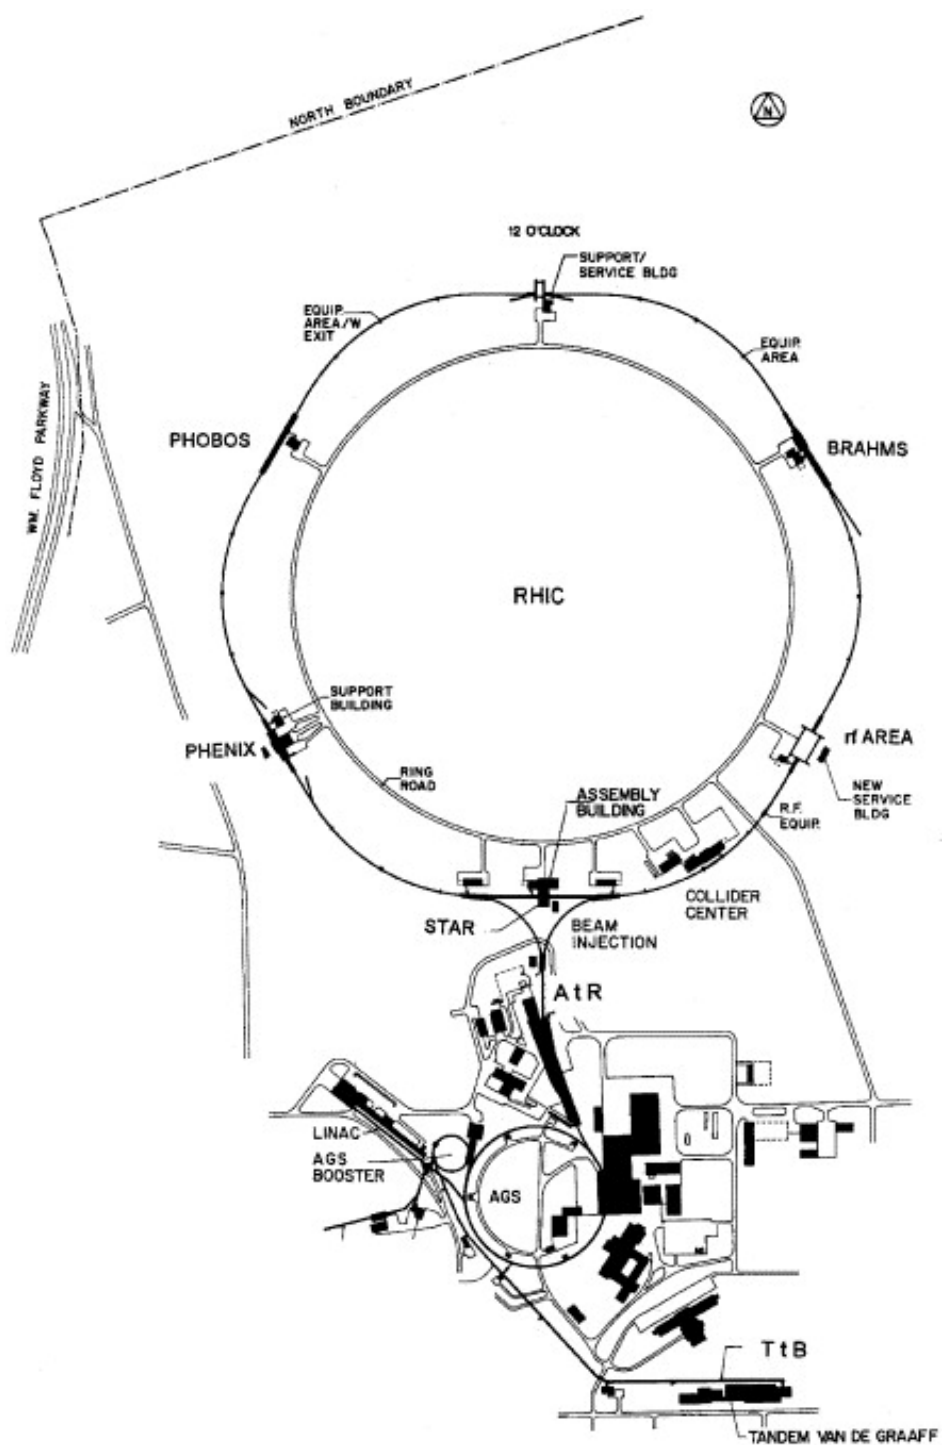 NORTH BOUNDARY
N
12 O'CLOCK
SUPPORT/
SERVICE BLDG
EQUIP.
AREA/W
EXIT
EQUIP.
AREA
WM. FLOYD PARKWAY
PHOBOS
BRAHMS
RHIC
SUPPORT
BUILDING
PHENIX
rf AREA
RING
ROAD
ASSEMBLY
BUILDING
R.F.
EQUIP.
NEW
SERVICE
BLDG
COLLIDER
CENTER
STAR
BEAM
INJECTION
AtR
LINAC
AGS
BOOSTER
AGS
TtB
TANDEM VAN DE GRAAFF